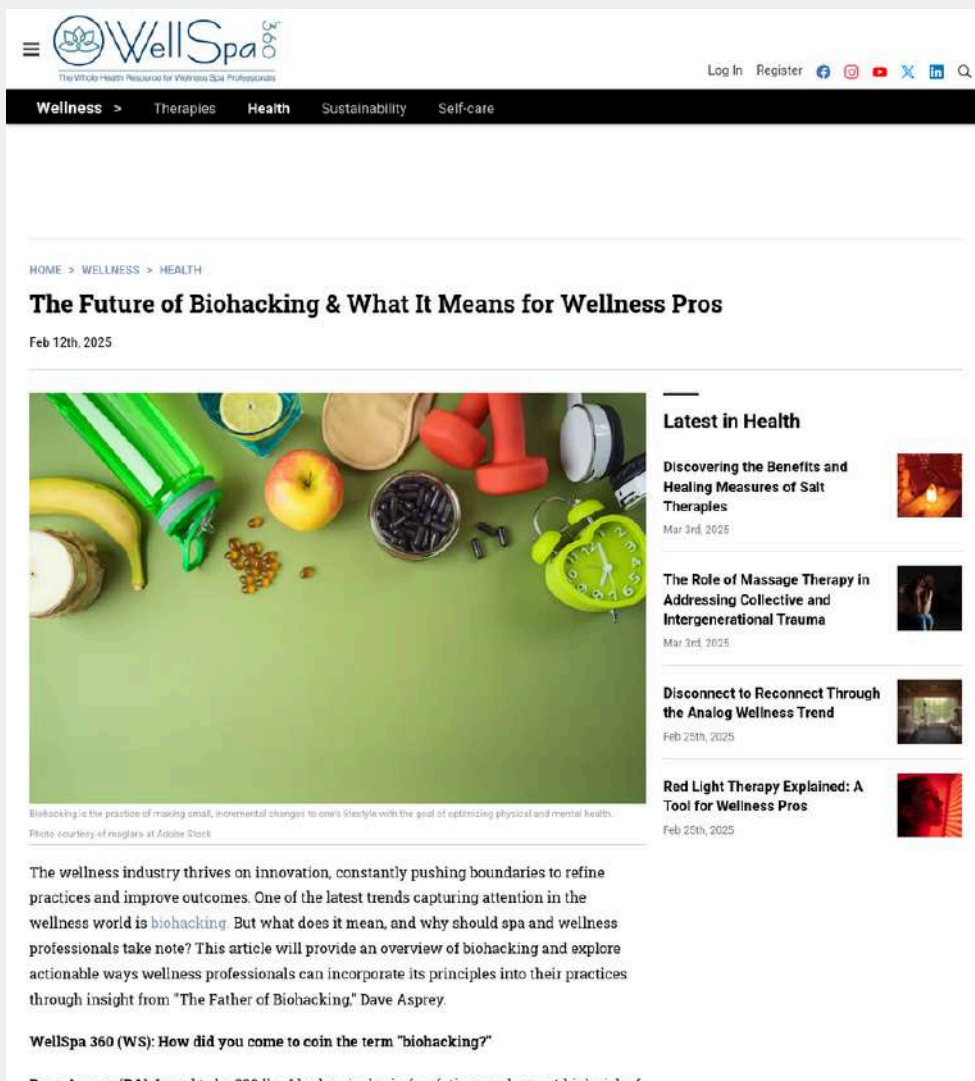 WellSpa 360
The Whole Health Resource for Wellness Spa Professionals
Log In Register
Wellness > Therapies Health Sustainability Self-care
HOME > WELLNESS > HEALTH
The Future of Biohacking & What It Means for Wellness Pros
Feb 12th, 2025
Biohacking is the practice of making small, incremental changes to one's lifestyle with the goal of optimizing physical and mental health.
Photo courtesy of maglara at Adobe Stock
The wellness industry thrives on innovation, constantly pushing boundaries to refine
practices and improve outcomes. One of the latest trends capturing attention in the
wellness world is biohacking. But what does it mean, and why should spa and wellness
professionals take note? This article will provide an overview of biohacking and explore
actionable ways wellness professionals can incorporate its principles into their practices
through insight from "The Father of Biohacking," Dave Asprey.
WellSpa 360 (WS): How did you come to coin the term "biohacking?"
Latest in Health
Discovering the Benefits and
Healing Measures of Salt
Therapies
Mar 3rd, 2025
The Role of Massage Therapy in
Addressing Collective and
Intergenerational Trauma
Mar 3rd, 2025
Disconnect to Reconnect Through
the Analog Wellness Trend
Feb 25th, 2025
Red Light Therapy Explained: A
Tool for Wellness Pros
Feb 25th, 2025